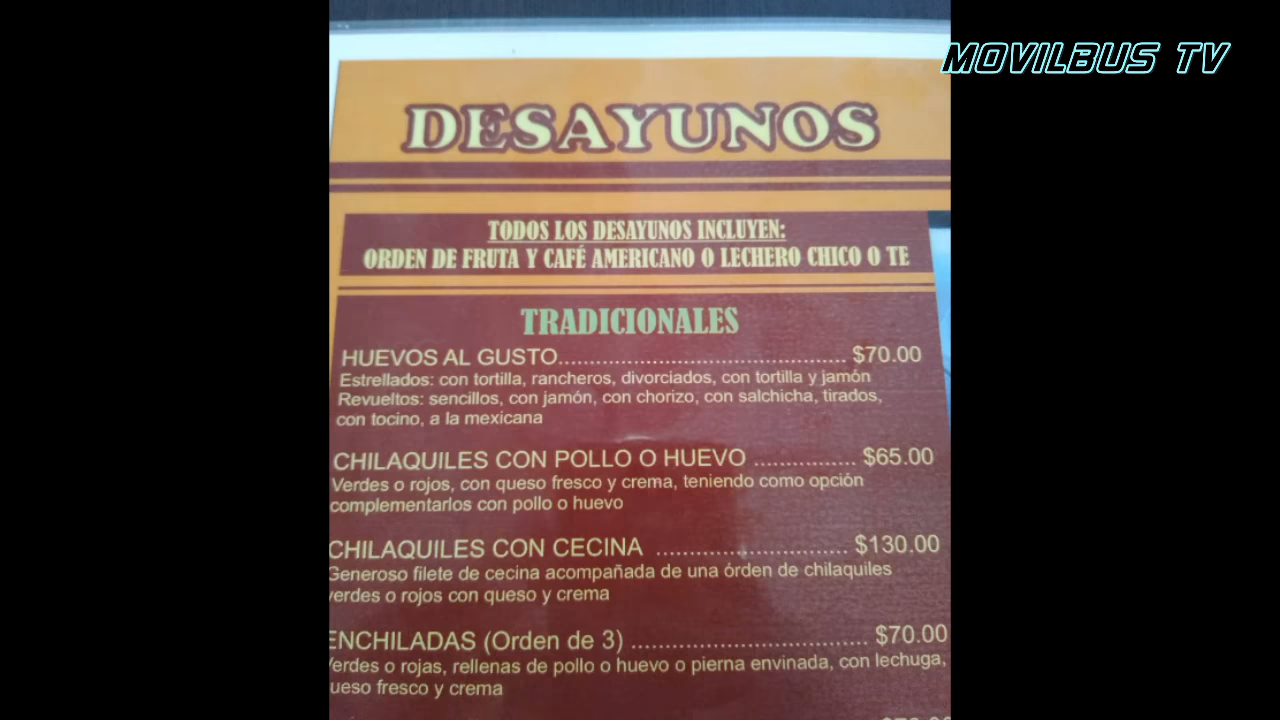 MOVILBUS TV
DESAYUNOS
TODOS LOS DESAYUNOS INCLUYEN:
ORDEN DE FRUTA Y CAFÉ AMERICANO O LECHERO CHICO O TE
TRADICIONALES
HUEVOS AL GUSTO.............................................. $70.00
Estrellados: con tortilla, rancheros, divorciados, con tortilla y jamón
Revueltos: sencillos, con jamón, con chorizo, con salchicha, tirados,
con tocino, a la mexicana
CHILAQUILES CON POLLO O HUEVO ................ $65.00
Verdes o rojos, con queso fresco y crema, teniendo como opción
complementarlos con pollo o huevo
CHILAQUILES CON CECINA .............................. $130.00
Generoso filete de cecina acompañada de una órden de chilaquiles
verdes o rojos con queso y crema
ENCHILADAS (Orden de 3) ..................................... $70.00
Verdes o rojas, rellenas de pollo o huevo o pierna envinada, con lechuga,
queso fresco y crema